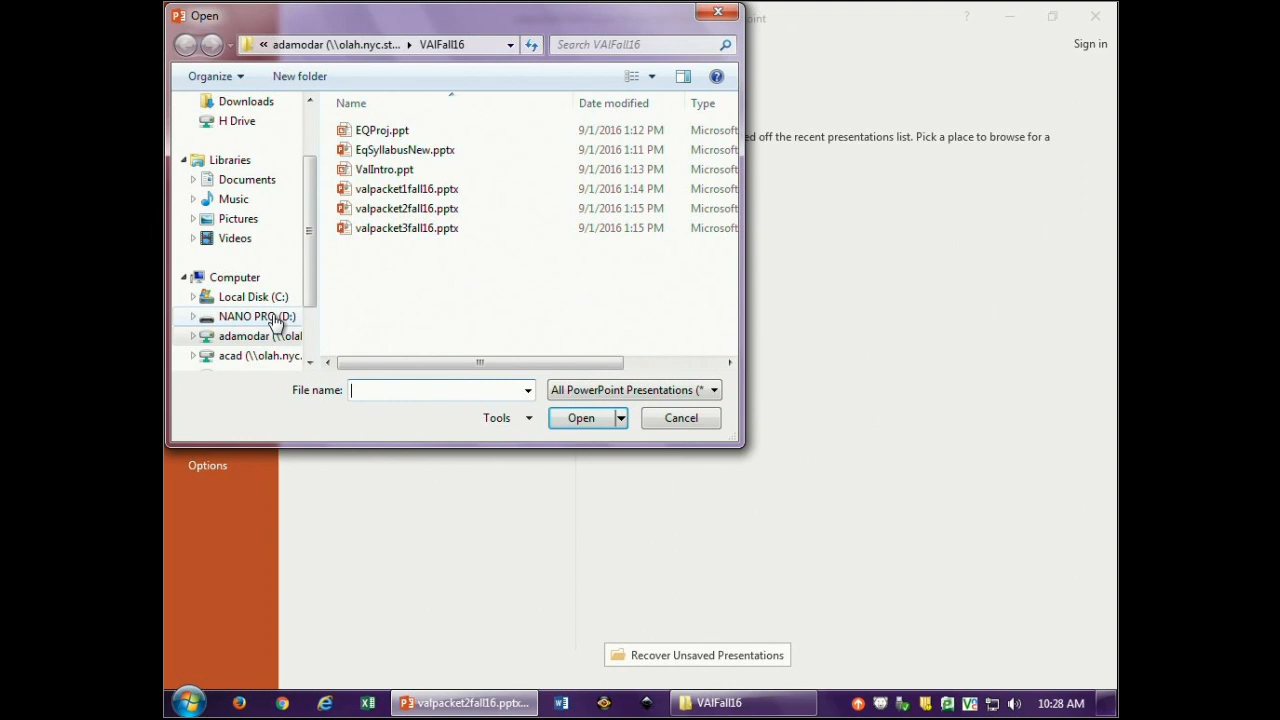 Open
oint
?
Sign in
« adamodar (\\olah.nyc.st... ▸ VAlFall16
Search VAlFall16
Organize
New folder
Downloads
H Drive
Libraries
Documents
Music
Pictures
Videos
Computer
Local Disk (C:)
NANO PRO (D:)
adamodar (\\olal
acad (\\olah.nyc.
Name Date modified Type
EQProj.ppt 9/1/2016 1:12 PM Microsoft
EqSyllabusNew.pptx 9/1/2016 1:11 PM Microsoft
ValIntro.ppt 9/1/2016 1:13 PM Microsoft
valpacket1fall16.pptx 9/1/2016 1:14 PM Microsoft
valpacket2fall16.pptx 9/1/2016 1:15 PM Microsoft
valpacket3fall16.pptx 9/1/2016 1:15 PM Microsoft
ed off the recent presentations list. Pick a place to browse for a
File name:
All PowerPoint Presentations (*
Tools
Open
Cancel
Options
Recover Unsaved Presentations
valpacket2fall16.pptx...
VAlFall16
10:28 AM